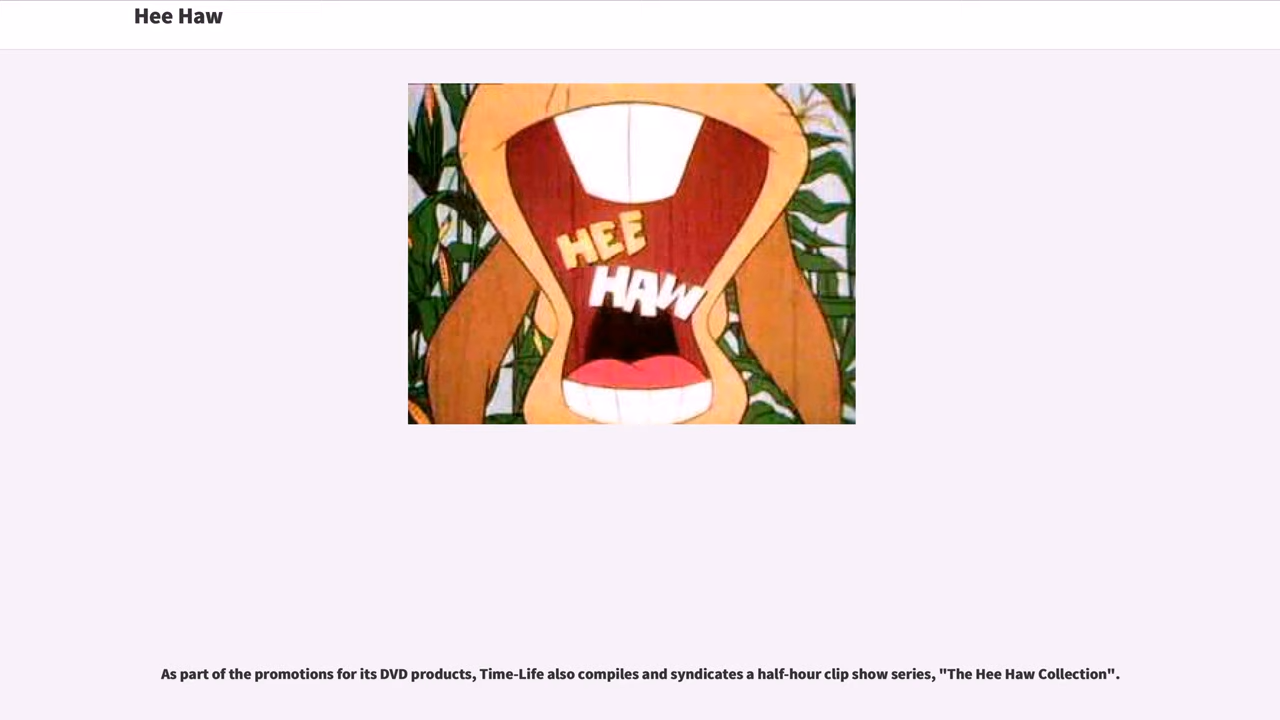 Hee Haw
HEE
HAW
As part of the promotions for its DVD products, Time-Life also compiles and syndicates a half-hour clip show series, "The Hee Haw Collection".